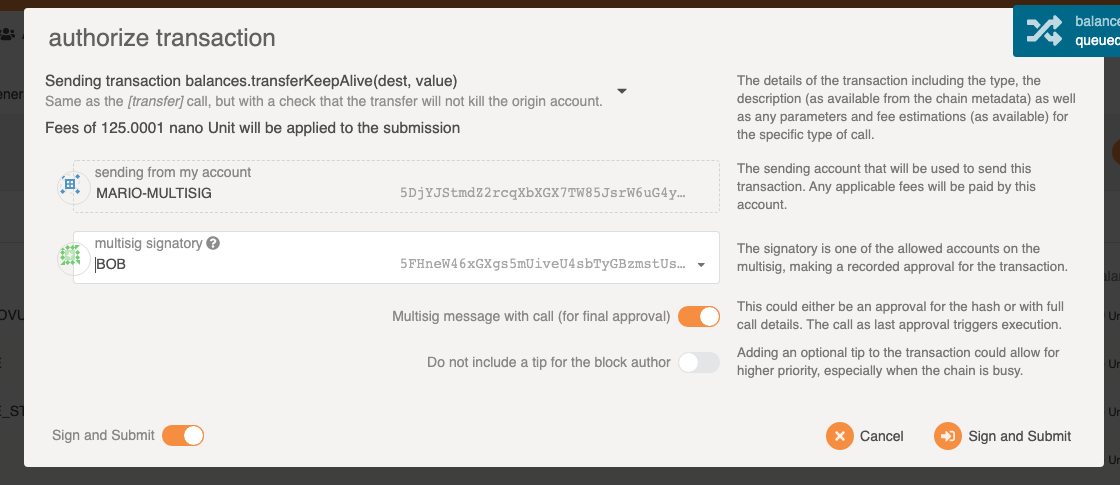 authorize transaction
balance
queued
Sending transaction balances.transferKeepAlive(dest, value)
Same as the [transfer] call, but with a check that the transfer will not kill the origin account.
Fees of 125.0001 nano Unit will be applied to the submission
The details of the transaction including the type, the
description (as available from the chain metadata) as well
as any parameters and fee estimations (as available) for
the specific type of call.
sending from my account
MARIO-MULTISIG
5DjYJStmdZ2rcqXbXGX7TW85JsrW6uG4y…
The sending account that will be used to send this
transaction. Any applicable fees will be paid by this
account.
multisig signatory ?
BOB
5FHneW46xGXgs5mUiveU4sbTyGBzmstUs…
The signatory is one of the allowed accounts on the
multisig, making a recorded approval for the transaction.
Multisig message with call (for final approval)
This could either be an approval for the hash or with full
call details. The call as last approval triggers execution.
Do not include a tip for the block author
Adding an optional tip to the transaction could allow for
higher priority, especially when the chain is busy.
Sign and Submit
Cancel
Sign and Submit